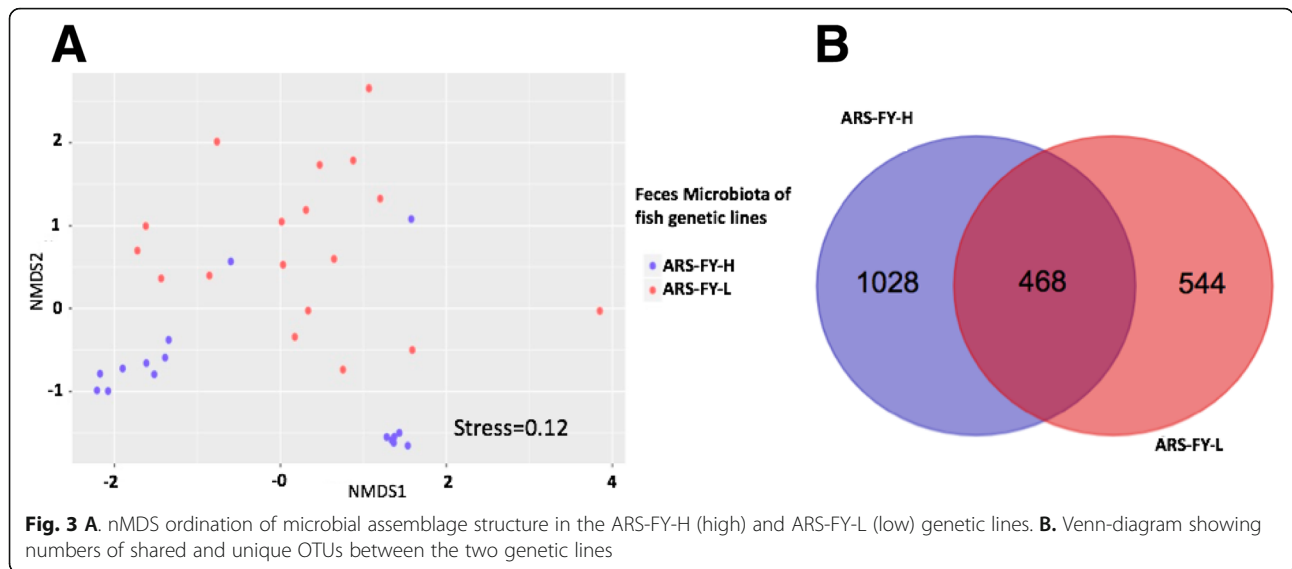 A
B
2
1
0
-1
NMDS2
-2
-0
2
4
NMDS1
Stress=0.12
Feces Microbiota of
fish genetic lines
ARS-FY-H
ARS-FY-L
ARS-FY-H
1028
468
544
ARS-FY-L
Fig. 3 A. nMDS ordination of microbial assemblage structure in the ARS-FY-H (high) and ARS-FY-L (low) genetic lines. B. Venn-diagram showing
numbers of shared and unique OTUs between the two genetic lines